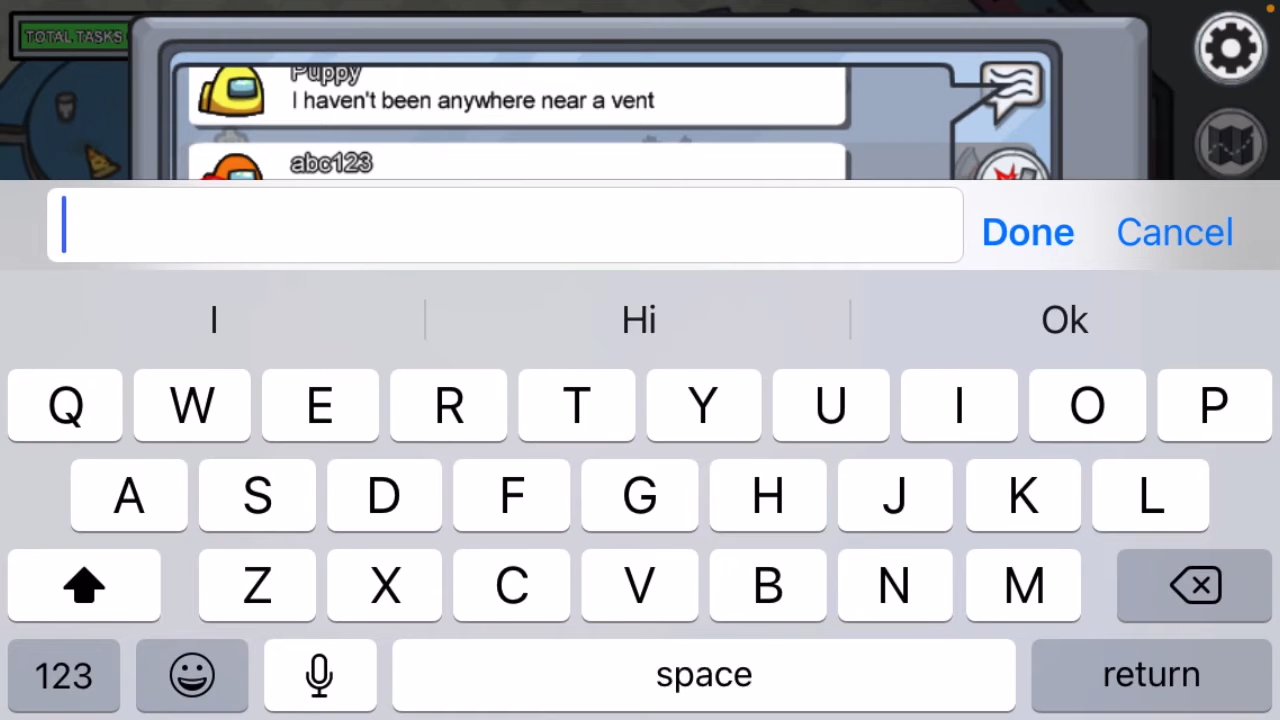 TOTAL TASKS
Puppy
I haven't been anywhere near a vent
abc123
Done Cancel
I Hi Ok
Q W E R T Y U I O P
A S D F G H J K L
Z X C V B N M
123 space return